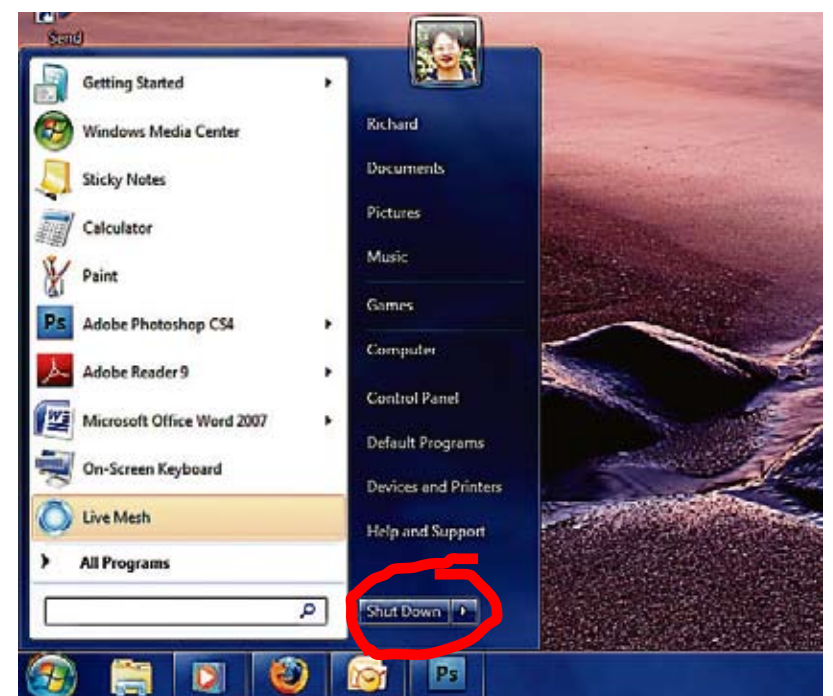 Send
Getting Started
Windows Media Center
Sticky Notes
Calculator
Paint
Ps Adobe Photoshop CS4
Adobe Reader 9
Microsoft Office Word 2007
On-Screen Keyboard
Live Mesh
All Programs
Richard
Documents
Pictures
Music
Games
Computer
Control Panel
Default Programs
Devices and Printers
Help and Support
Shut Down
Ps